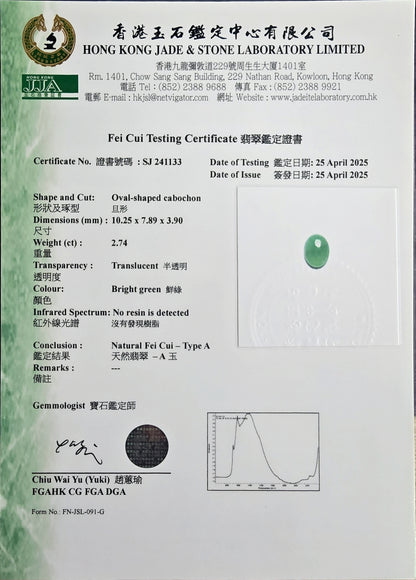 香港玉石鑑定中心有限公司
HONG KONG JADE & STONE LABORATORY LIMITED
香港九龍彌敦道229號周生生大廈1401室
Rm. 1401, Chow Sang Sang Building, 229 Nathan Road, Kowloon, Hong Kong
電話 Tel : (852) 2388 9688 傳真 Fax : (852) 2388 9921
電郵 E-mail : hkjsl@netvigator.com 網址 Website : www.jadeitelaboratory.com.hk
HONG KONG
JJA
Fei Cui Testing Certificate 翡翠鑑定證書
Certificate No. 證書號碼 : SJ 241133
Date of Testing 鑑定日期: 25 April 2025
Date of Issue 簽發日期: 25 April 2025
Shape and Cut: Oval-shaped cabochon
形狀及琢型 旦形
Dimensions (mm) : 10.25 x 7.89 x 3.90
尺寸
Weight (ct) : 2.74
重量
Transparency : Translucent 半透明
透明度
Colour: Bright green 鮮綠
顏色
Infrared Spectrum: No resin is detected
紅外線光譜 沒有發現樹脂
Conclusion : Natural Fei Cui – Type A
鑑定結果 天然翡翠 – A 玉
Remarks : ---
備註
Gemmologist 寶石鑑定師
Chiu Wai Yu (Yuki) 趙蕙瑜
FGAHK CG FGA DGA
Form No.: FN-JSL-091-G